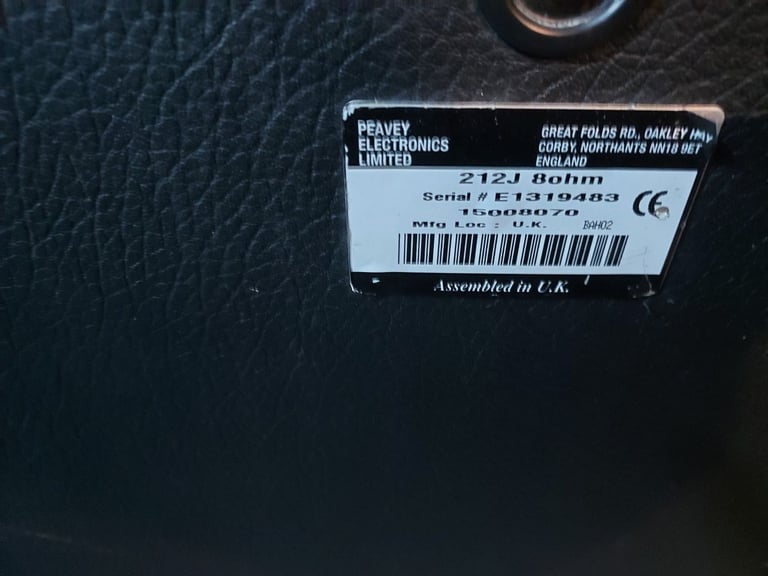 PEAVEY
ELECTRONICS
LIMITED
GREAT FOLDS RD., OAKLEY HAY
CORBY, NORTHANTS NN18 9ET
ENGLAND
212J 8ohm
Serial # E1319483
15008070
Mfg Loc : U.K. BAH02
CE
Assembled in U.K.